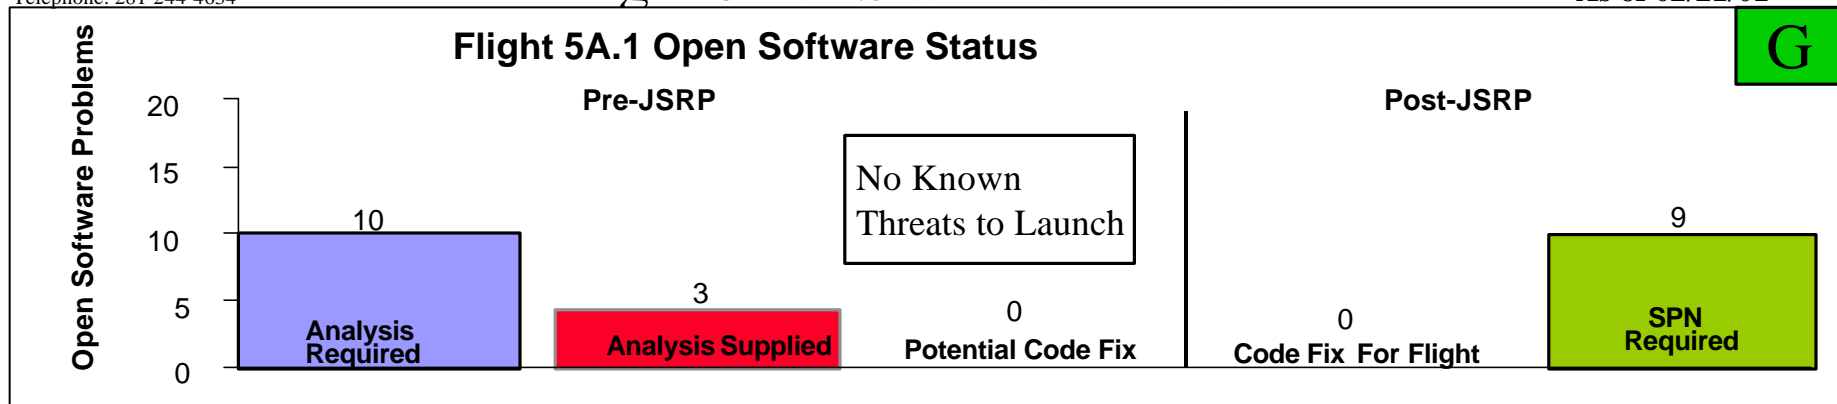 Flight 5A.1 Open Software Status
G
Open Software Problems
Pre-JSRP
Post-JSRP
20
15
10
5
0
No Known
Threats to Launch
10
3
0
0
9
Analysis
Required
Analysis Supplied
Potential Code Fix
Code Fix For Flight
SPN
Required